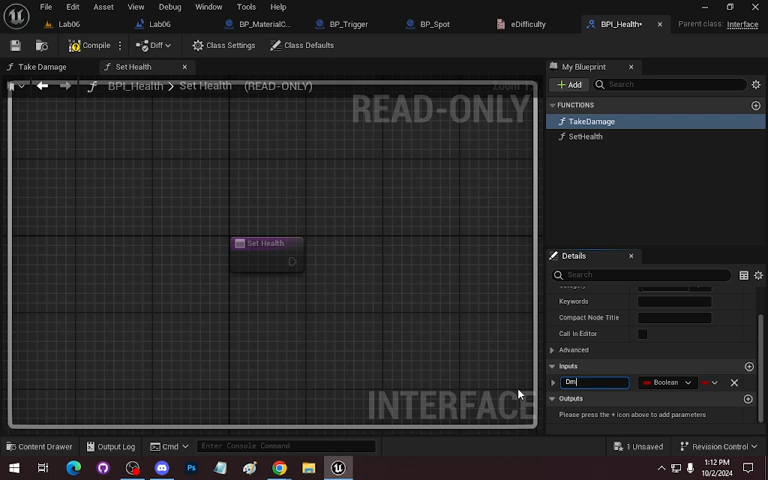 File Edit Asset View Debug Window Tools Help
Lab06 Lab06 BP_MaterialC... BP_Trigger BP_Spot eDifficulty BPI_Health• Parent class: Interface
Compile Diff Class Settings Class Defaults
Take Damage Set Health My Blueprint
BPI_Health > Set Health (READ-ONLY) Add Search
READ-ONLY
FUNCTIONS
TakeDamage
SetHealth
Set Health
Details
Search
Keywords
Compact Node Title
Call In Editor
Advanced
Inputs
Dm Boolean
Outputs
Please press the + icon above to add parameters
INTERFACE
Content Drawer Output Log Cmd Enter Console Command 1 Unsaved Revision Control
Ps
1:12 PM
10/2/2024